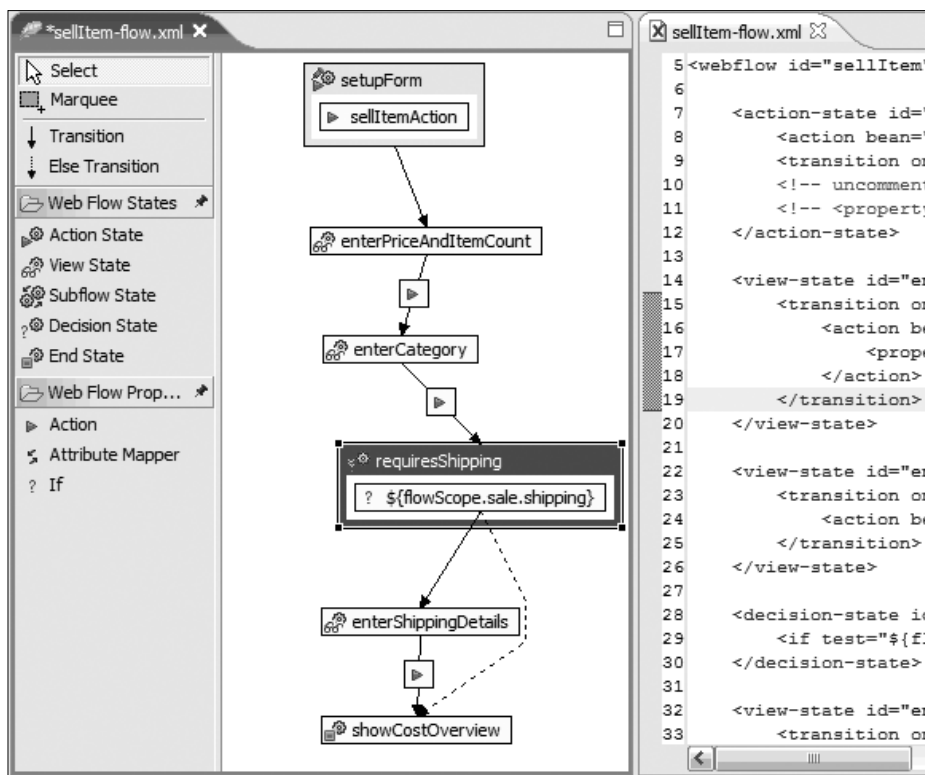 *sellItem-flow.xml
Select
Marquee
Transition
Else Transition
Web Flow States
Action State
View State
Subflow State
Decision State
End State
Web Flow Prop...
Action
Attribute Mapper
? If
setupForm
sellItemAction
enterPriceAndItemCount
enterCategory
requiresShipping
? ${flowScope.sale.shipping}
enterShippingDetails
showCostOverview
sellItem-flow.xml
5 <webflow id="sellItem"
6
7 <action-state id="
8 <action bean="
9 <transition on
10 <!-- uncomment
11 <!-- <property
12 </action-state>
13
14 <view-state id="en
15 <transition on
16 <action be
17 <prope
18 </action>
19 </transition>
20 </view-state>
21
22 <view-state id="en
23 <transition on
24 <action be
25 </transition>
26 </view-state>
27
28 <decision-state id
29 <if test="${fl
30 </decision-state>
31
32 <view-state id="en
33 <transition on